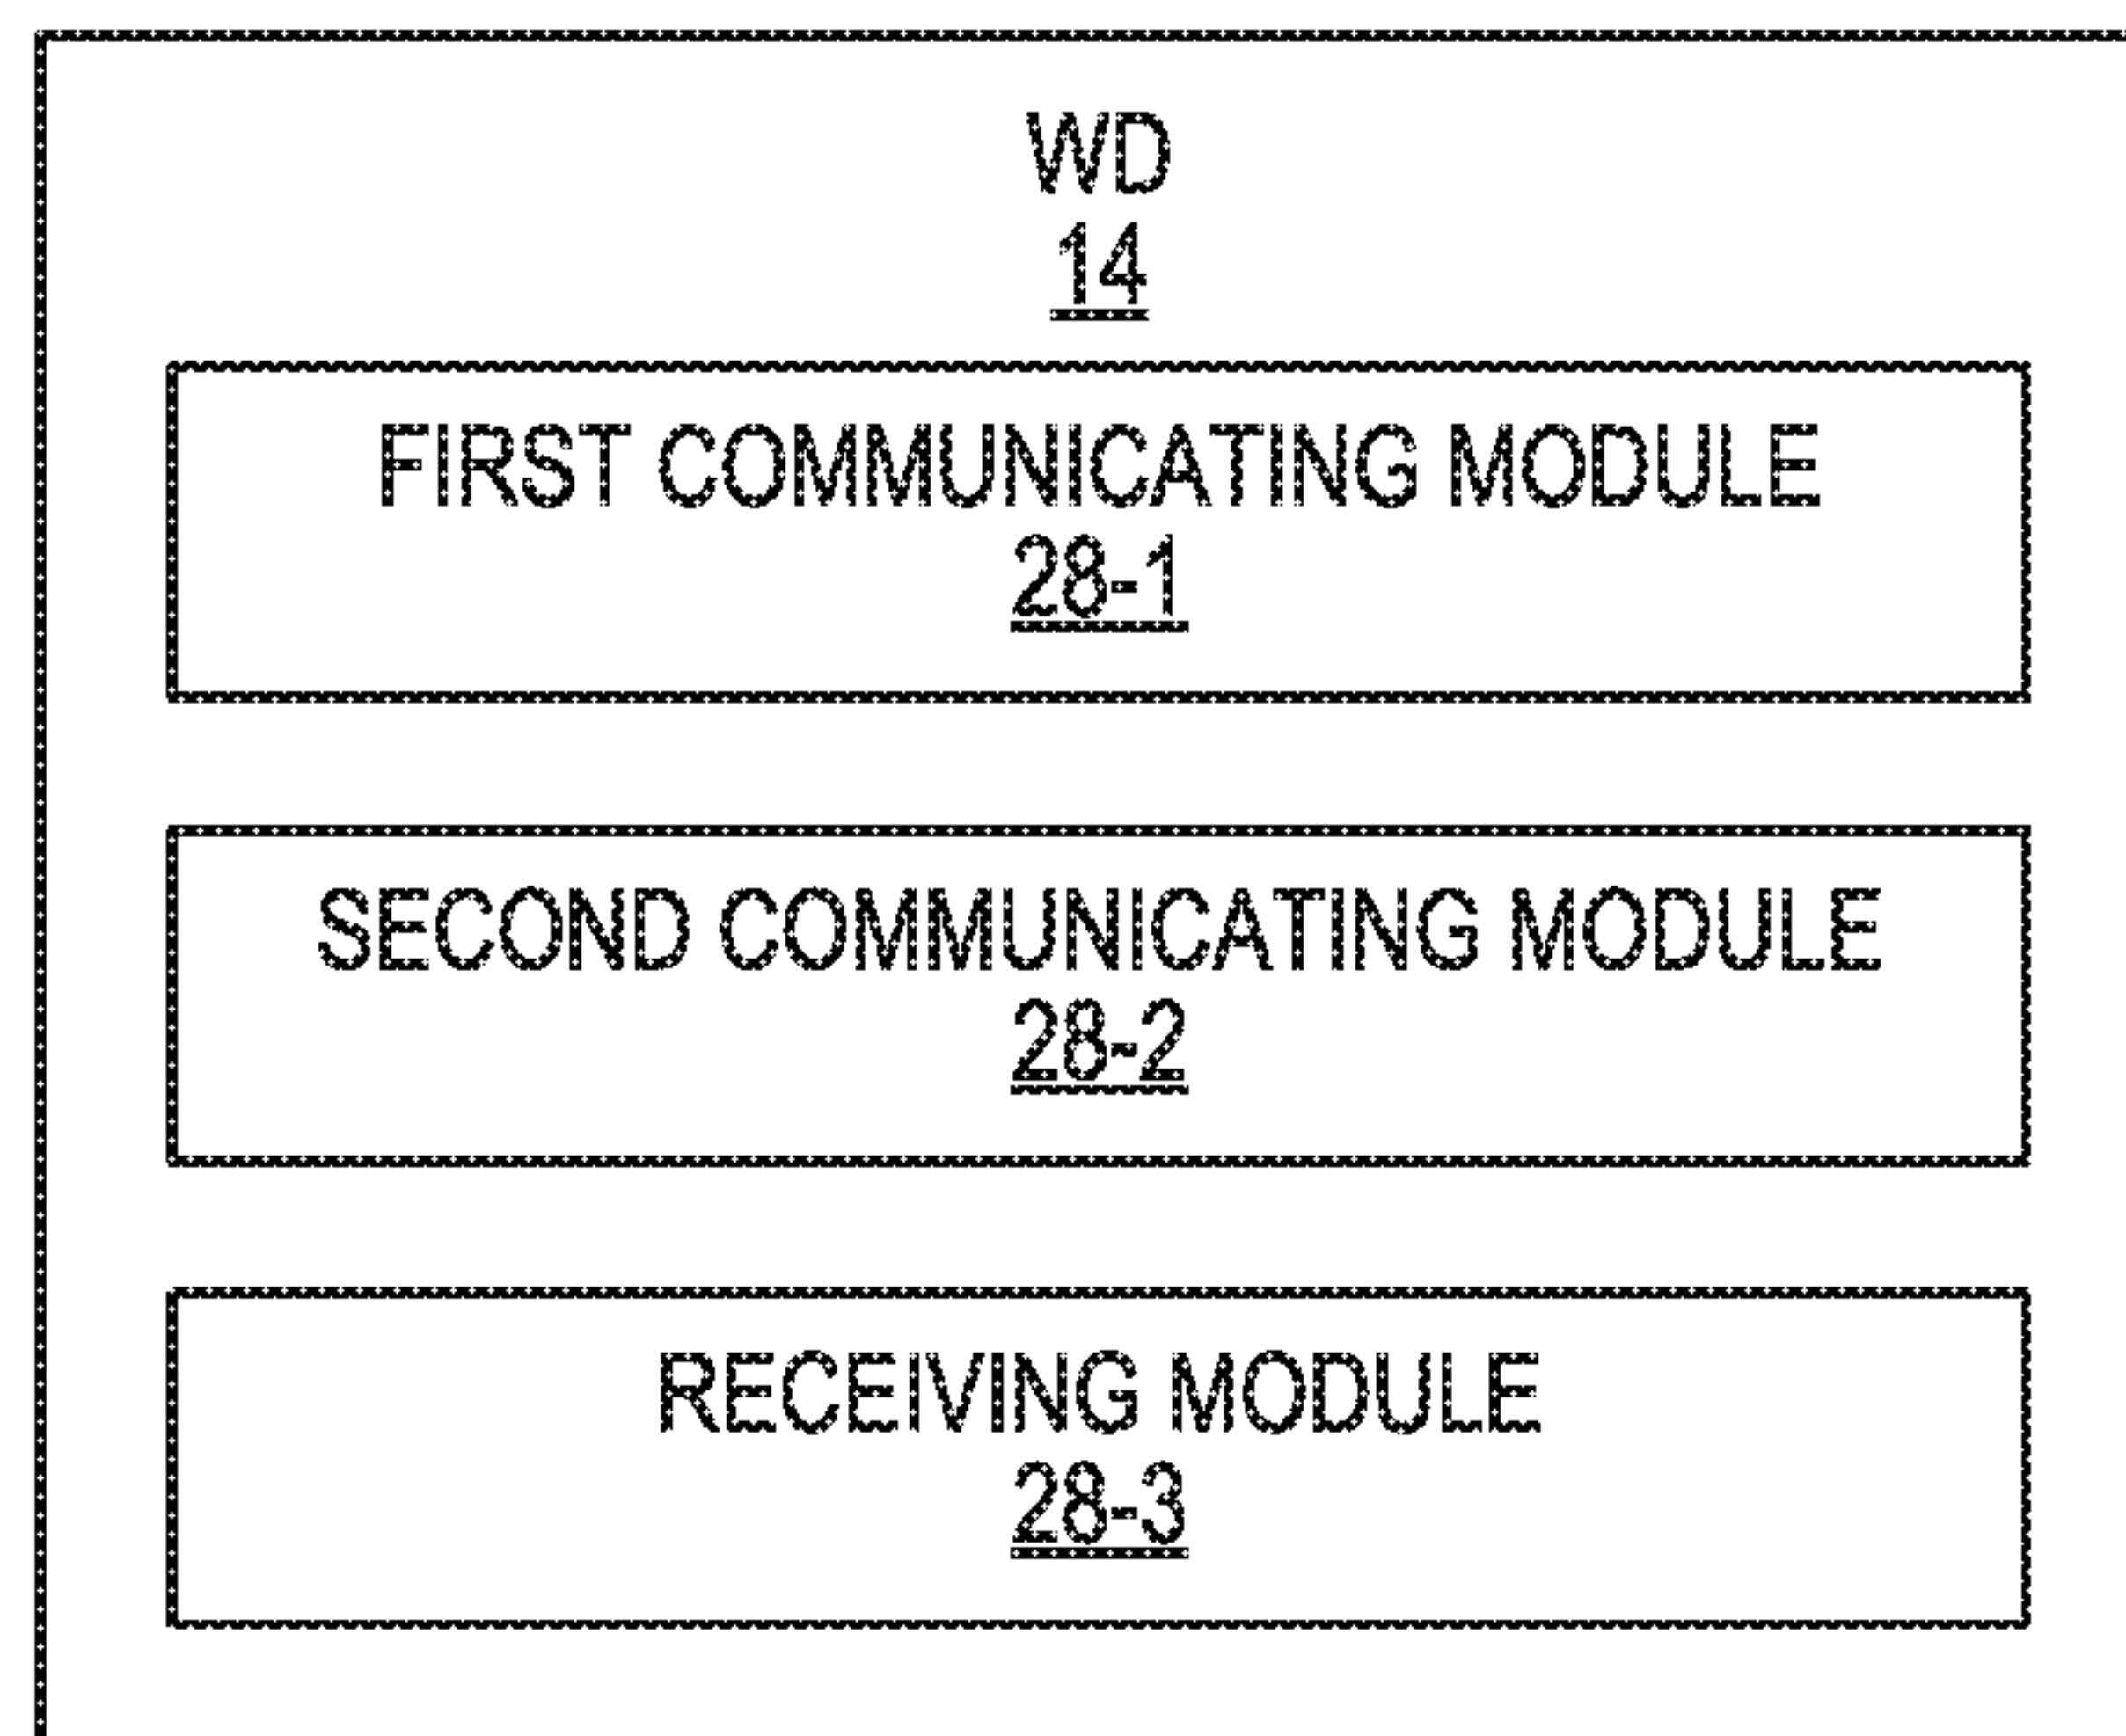 WD
14
FIRST COMMUNICATING MODULE
28-1
SECOND COMMUNICATING MODULE
28-2
RECEIVING MODULE
28-3